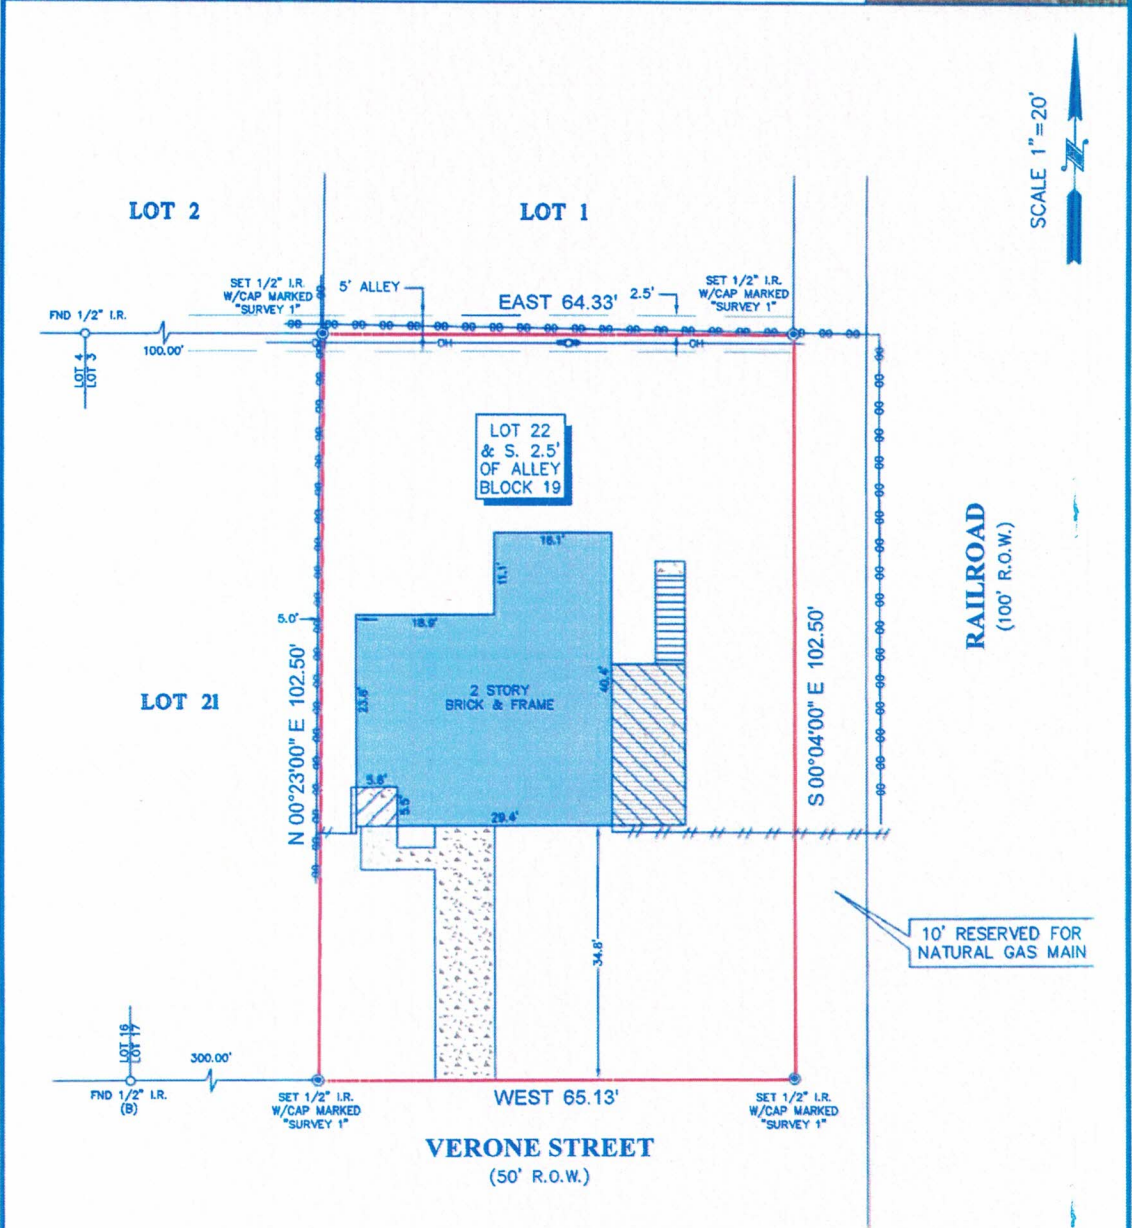 SCALE 1"=20'
LOT 2
LOT 1
SET 1/2" I.R.
W/CAP MARKED
"SURVEY 1"
5' ALLEY
EAST 64.33'
2.5'
SET 1/2" I.R.
W/CAP MARKED
"SURVEY 1"
FND 1/2" I.R.
100.00'
OH
OH
LOT 4
LOT 3
LOT 22
& S. 2.5'
OF ALLEY
BLOCK 19
RAILROAD
(100' R.O.W.)
16.1'
11.1'
5.0'
18.9'
N 00°23'00" E 102.50'
S 00°04'00" E 102.50'
LOT 21
23.6'
2 STORY
BRICK & FRAME
40.4'
5.6'
5.5'
29.4'
34.8'
10' RESERVED FOR
NATURAL GAS MAIN
LOT 16
LOT 17
300.00'
FND 1/2" I.R.
(B)
SET 1/2" I.R.
W/CAP MARKED
"SURVEY 1"
WEST 65.13'
SET 1/2" I.R.
W/CAP MARKED
"SURVEY 1"
VERONE STREET
(50' R.O.W.)